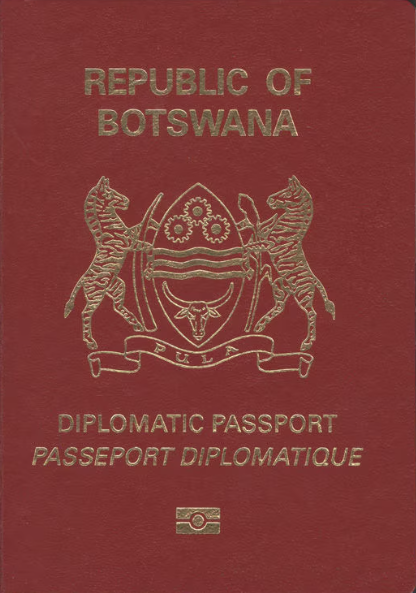 REPUBLIC OF
BOTSWANA
PULA
DIPLOMATIC PASSPORT
PASSEPORT DIPLOMATIQUE